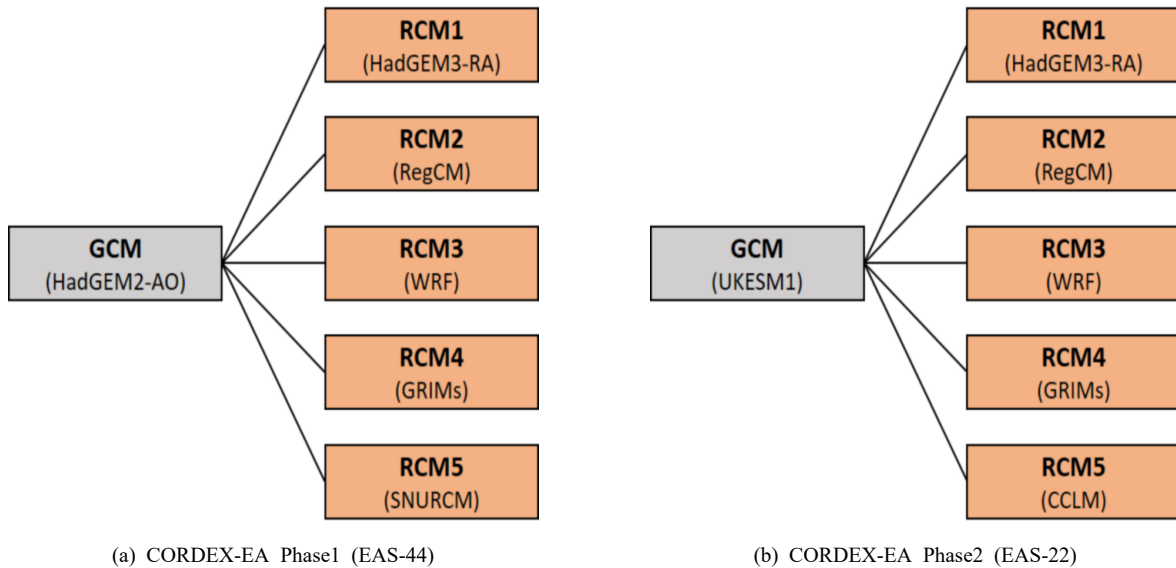 RCM1
(HadGEM3-RA)
RCM2
(RegCM)
GCM
(HadGEM2-AO)
RCM3
(WRF)
RCM4
(GRIMs)
RCM5
(SNURCM)
(a) CORDEX-EA Phase1 (EAS-44)
RCM1
(HadGEM3-RA)
RCM2
(RegCM)
GCM
(UKESM1)
RCM3
(WRF)
RCM4
(GRIMs)
RCM5
(CCLM)
(b) CORDEX-EA Phase2 (EAS-22)